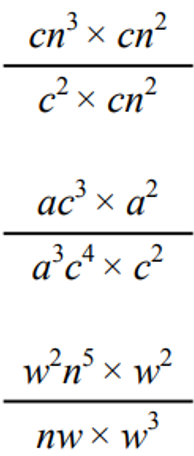 cn³ × cn²
c² × cn²
ac³ × a²
a³c⁴ × c²
w²n⁵ × w²
nw × w³